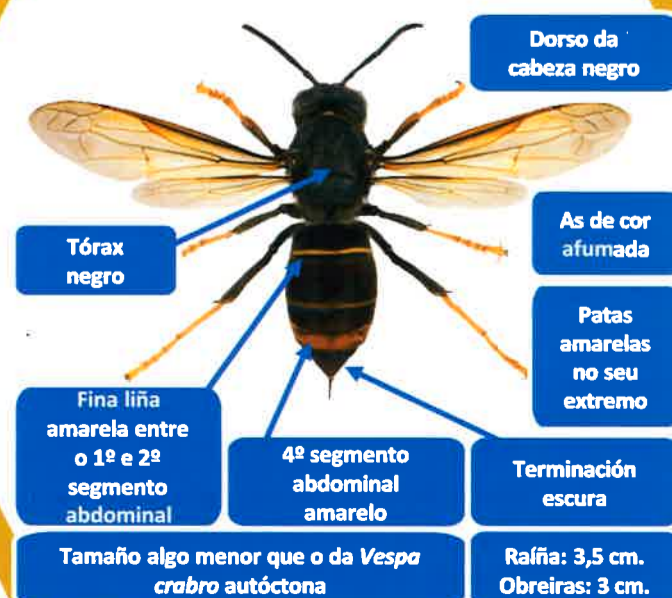 Dorso da
cabeza negro
Tórax
negro
As de cor
afumada
Patas
amarelas
no seu
extremo
Fina liña
amarela entre
o 1º e 2º
segmento
abdominal
4º segmento
abdominal
amarelo
Terminación
escura
Tamaño algo menor que o da Vespa
crabro autóctona
Raíña: 3,5 cm.
Obreiras: 3 cm.